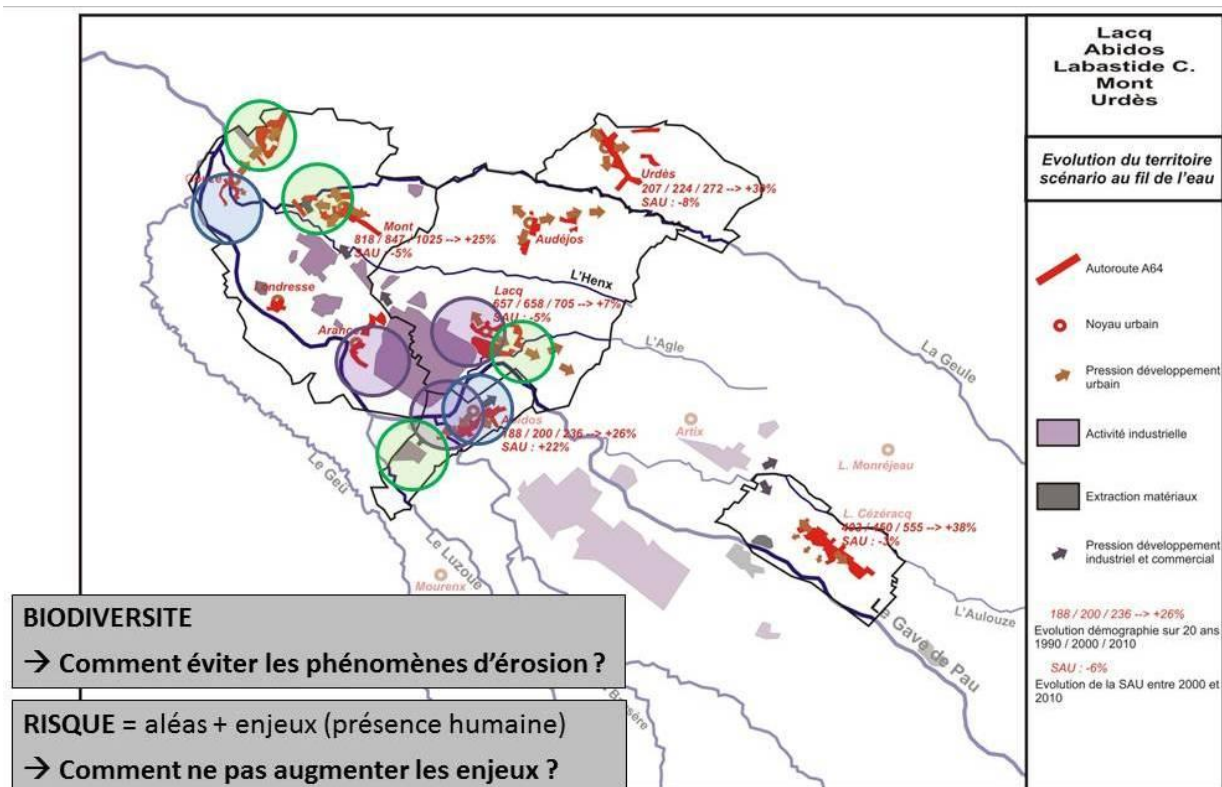 Lacq
Abidos
Labastide C.
Mont
Urdès
Evolution du territoire
scénario au fil de l'eau
Autoroute A64
Noyau urbain
Pression développement
urbain
Activité industrielle
Extraction matériaux
Pression développement
industriel et commercial
188 / 200 / 236 --> +26%
Evolution démographie sur 20 ans
1990 / 2000 / 2010
SAU : -6%
Evolution de la SAU entre 2000 et
2010
Urdès
SAU : -8%
Mont
818 / 847 / 1025 --> +25%
SAU : -5%
Audéjos
L'Henx
Lendresse
Lacq
657 / 658 / 705 --> +7%
SAU : -5%
Arance
L'Agle
La Geule
Abidos
188 / 200 / 236 --> +26%
SAU : +22%
Artix
L. Monréjeau
Le Geü
Le Luzoué
Mourenx
L. Cézéracq
SAU : -3%
L'Aulouze
Le Gave de Pau
BIODIVERSITE
→ Comment éviter les phénomènes d'érosion ?
RISQUE = aléas + enjeux (présence humaine)
→ Comment ne pas augmenter les enjeux ?